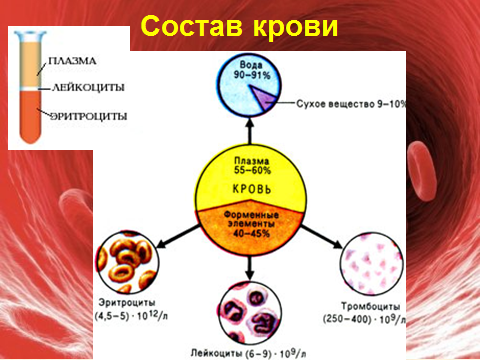 Состав крови
ПЛАЗМА
ЛЕЙКОЦИТЫ
ЭРИТРОЦИТЫ
Вода
90–91%
Сухое вещество 9–10%
Плазма
55–60%
КРОВЬ
Форменные
элементы
40–45%
Эритроциты
(4,5–5) · 10¹²/л
Лейкоциты (6–9) · 10⁹/л
Тромбоциты
(250–400) · 10⁹/л